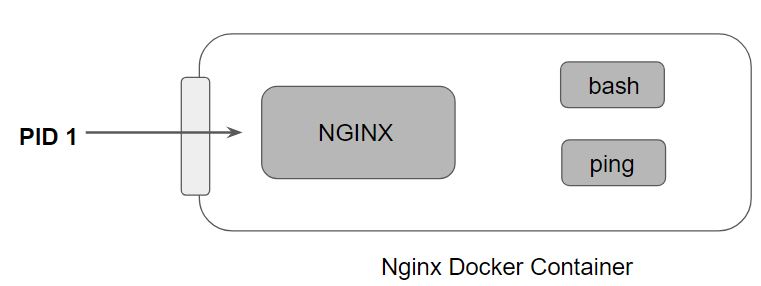 PID 1
NGINX
bash
ping
Nginx Docker Container